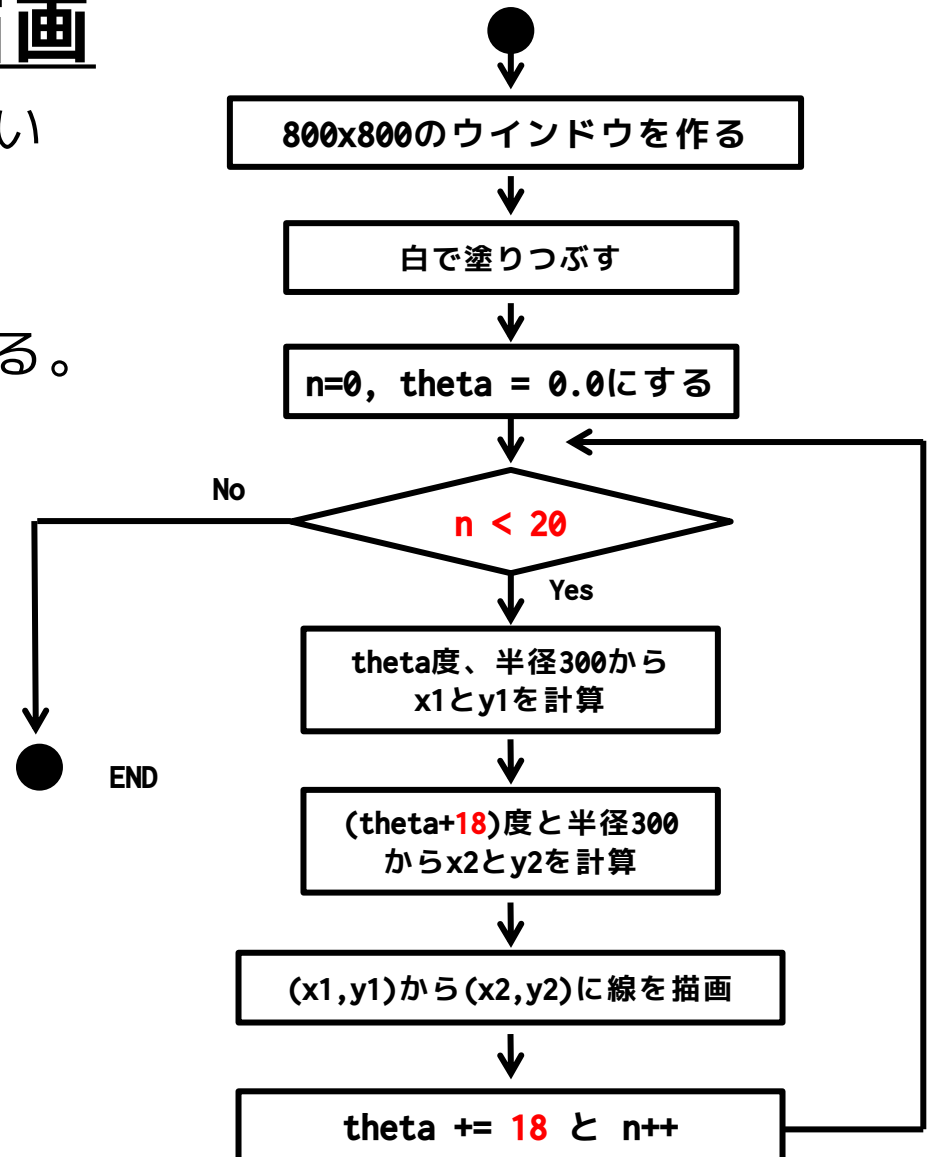 画
い
る。
800x800のウインドウを作る
白で塗りつぶす
n=0, theta = 0.0にする
No
n < 20
Yes
theta度、半径300から
x1とy1を計算
END
(theta+18)度と半径300
からx2とy2を計算
(x1,y1)から(x2,y2)に線を描画
theta += 18 と n++